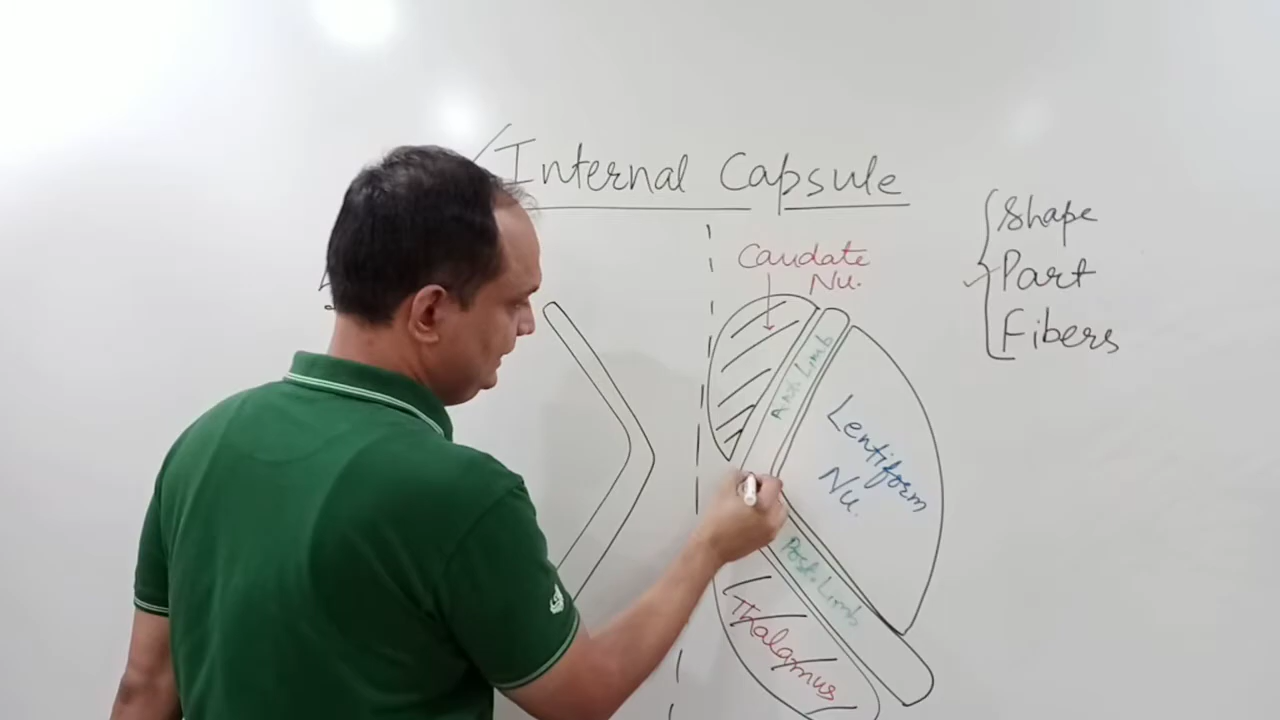 Internal Capsule
Caudate
Nu.
Shape
Part
Fibers
Ant. Limb
Lentiform
Nu.
Post. Limb
Thalamus